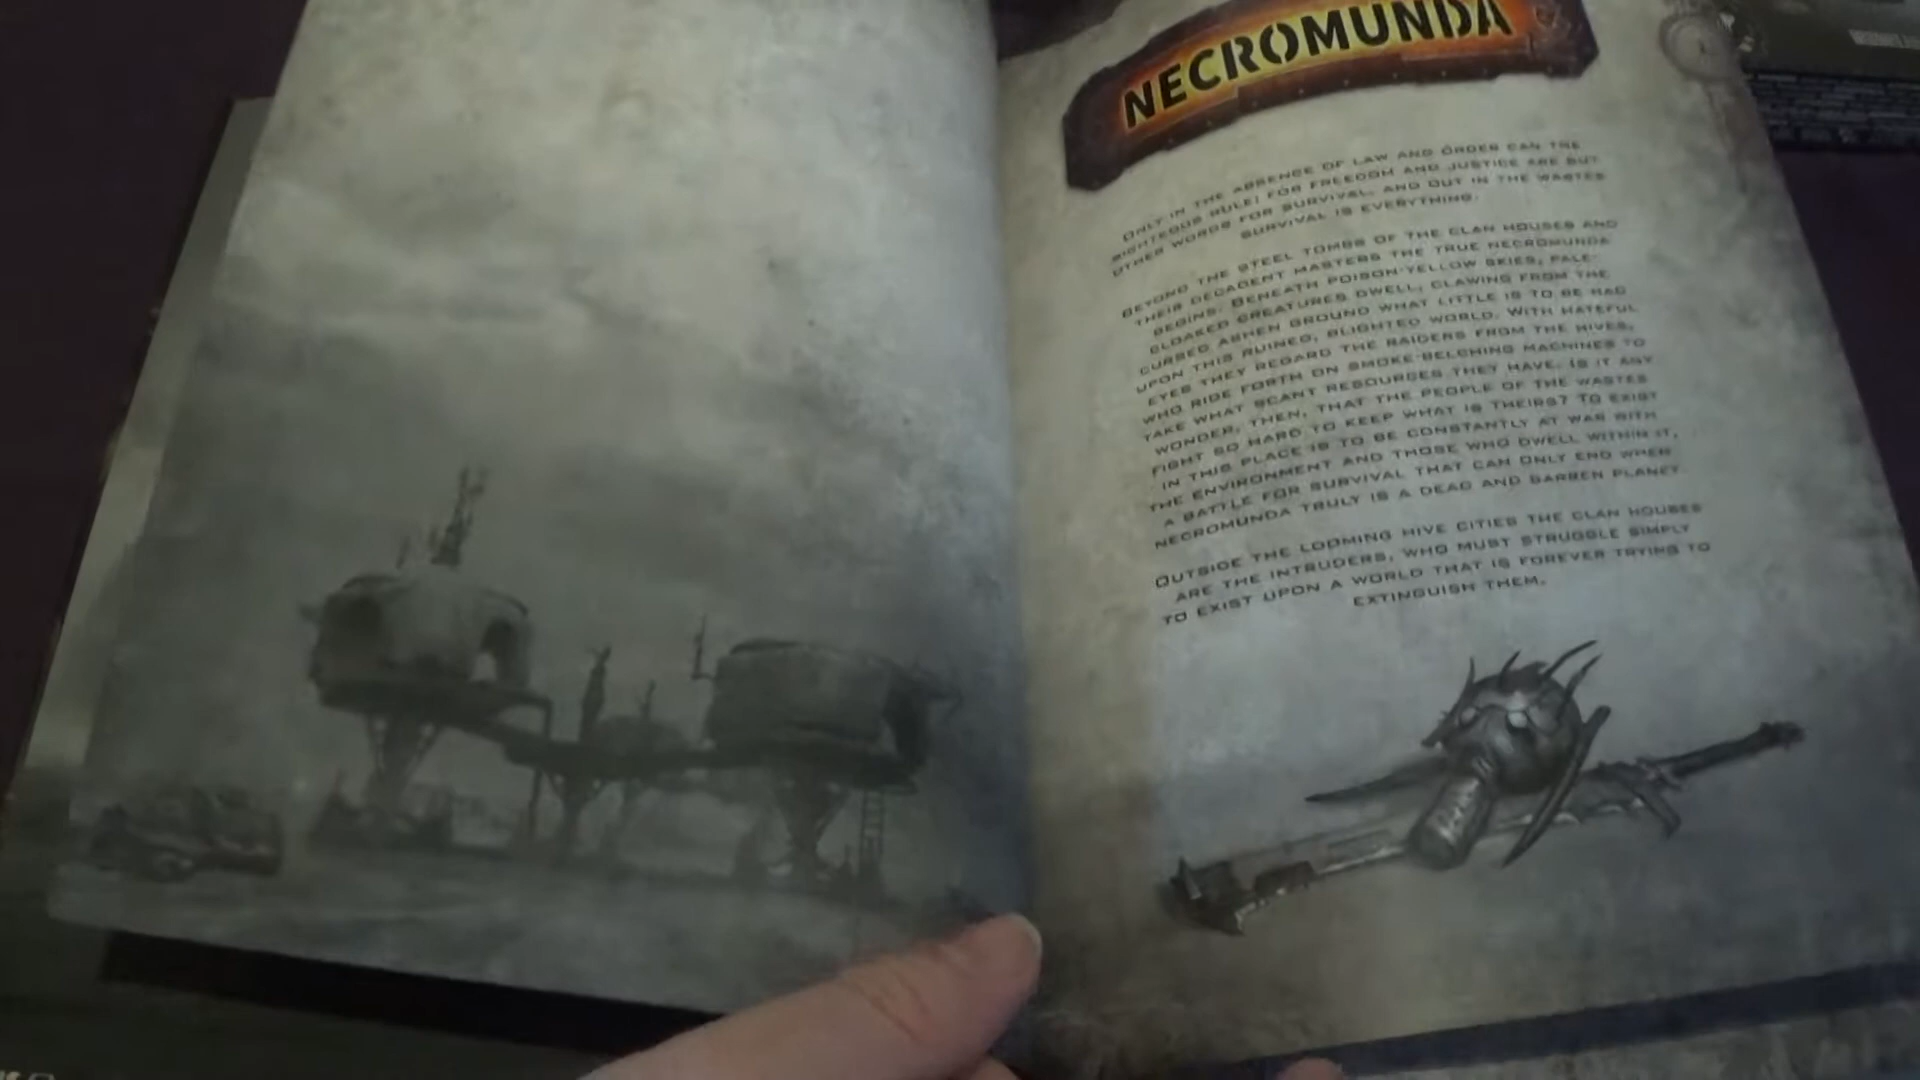 NECROMUNDA
ONLY IN THE ABSENCE OF LAW AND ORDER CAN THE
RIGHTEOUS RULE; FOR FREEDOM AND JUSTICE ARE BUT
OTHER WORDS FOR SURVIVAL, AND OUT IN THE WASTES
SURVIVAL IS EVERYTHING.
BEYOND THE STEEL TOMBS OF THE CLAN HOUSES AND
THEIR DECADENT MASTERS THE TRUE NECROMUNDA
BEGINS. BENEATH POISON-YELLOW SKIES, PALE-
CLOAKED CREATURES DWELL, CLAWING FROM THE
CURSED ASHEN GROUND WHAT LITTLE IS TO BE HAD
UPON THIS RUINED, BLIGHTED WORLD. WITH HATEFUL
EYES THEY REGARD THE RAIDERS FROM THE HIVES,
WHO RIDE FORTH ON SMOKE-BELCHING MACHINES TO
TAKE WHAT SCANT RESOURCES THEY HAVE. IS IT ANY
WONDER, THEN, THAT THE PEOPLE OF THE WASTES
FIGHT SO HARD TO KEEP WHAT IS THEIRS? TO EXIST
IN THIS PLACE IS TO BE CONSTANTLY AT WAR WITH
THE ENVIRONMENT AND THOSE WHO DWELL WITHIN IT,
A BATTLE FOR SURVIVAL THAT CAN ONLY END WHEN
NECROMUNDA TRULY IS A DEAD AND BARREN PLANET.
OUTSIDE THE LOOMING HIVE CITIES THE CLAN HOUSES
ARE THE INTRUDERS, WHO MUST STRUGGLE SIMPLY
TO EXIST UPON A WORLD THAT IS FOREVER TRYING TO
EXTINGUISH THEM.